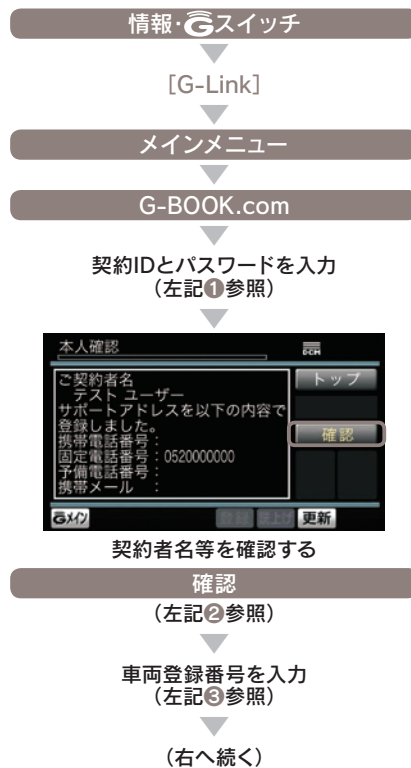 情報・Gスイッチ
[G-Link]
メインメニュー
G-BOOK.com
契約IDとパスワードを入力
（左記❶参照）
本人確認
G-CH
ご契約者名
テスト ユーザー
サポートアドレスを以下の内容で
登録しました。
携帯電話番号：
固定電話番号：0520000000
予備電話番号：
携帯メール　：
トップ
確認
Gメイン
更新
契約者名等を確認する
確認
（左記❷参照）
車両登録番号を入力
（左記❸参照）
（右へ続く）